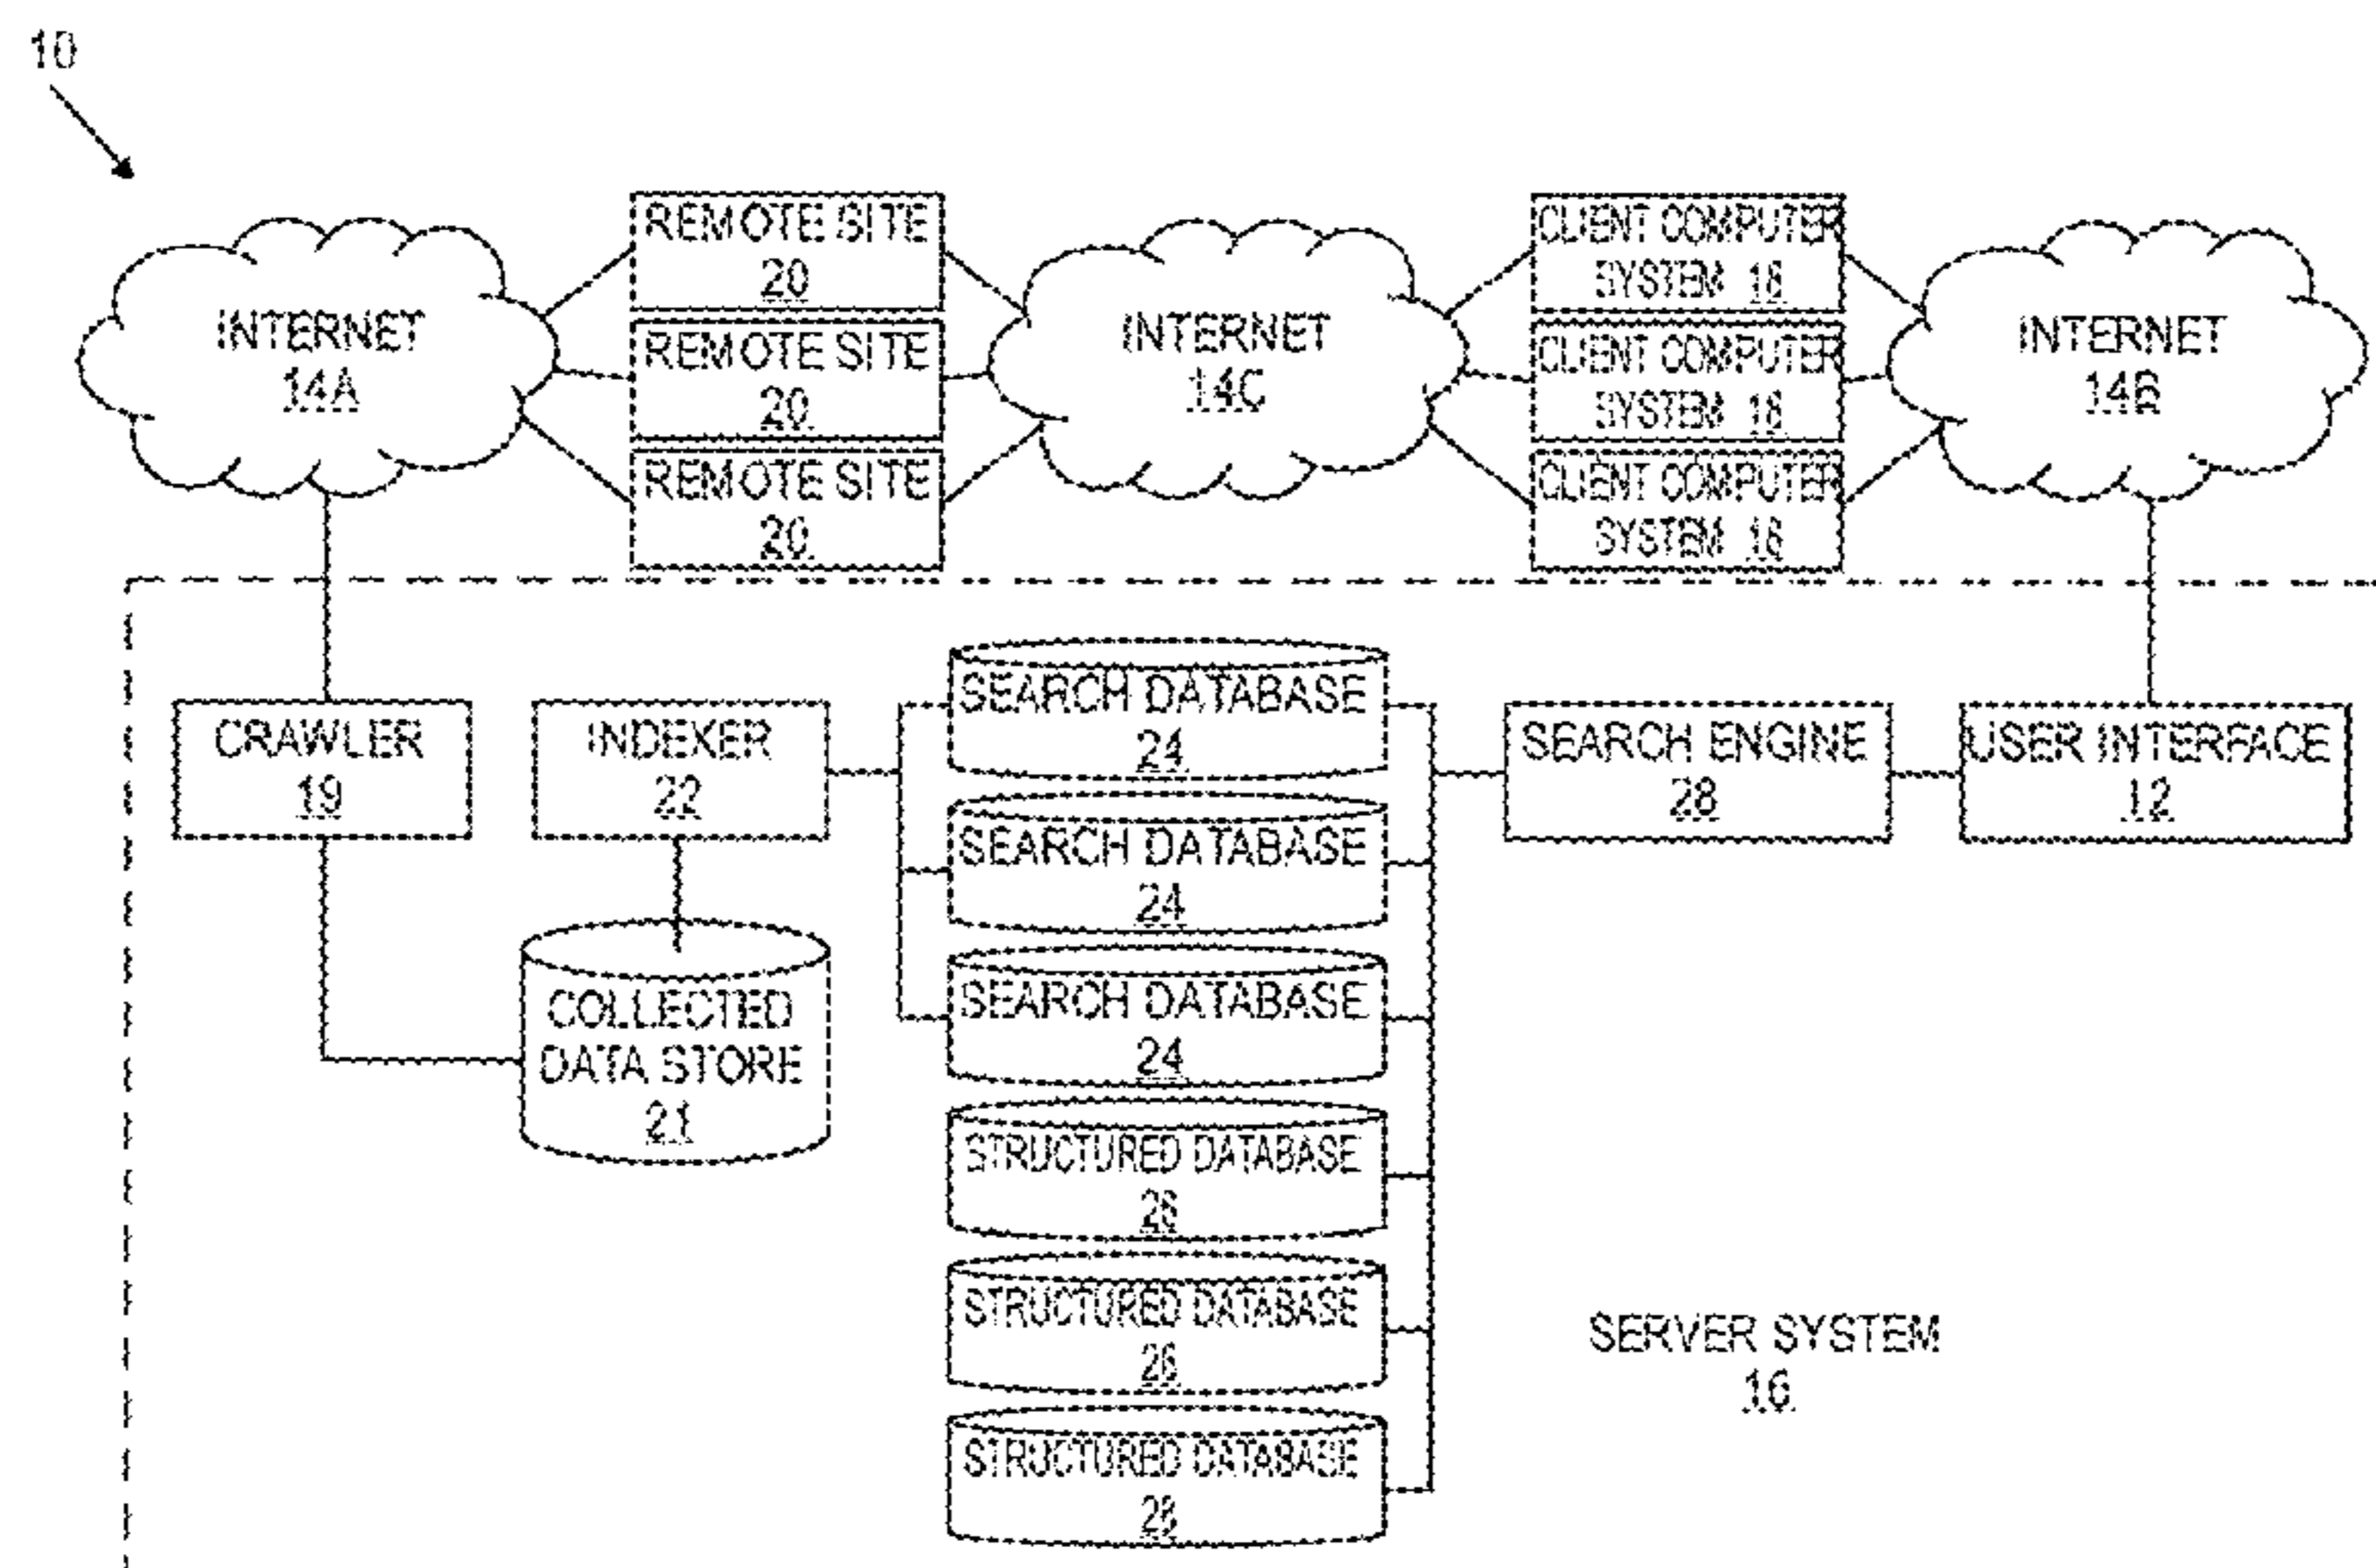 10
INTERNET
14A
REMOTE SITE
20
REMOTE SITE
20
REMOTE SITE
20
INTERNET
14C
CLIENT COMPUTER
SYSTEM 18
CLIENT COMPUTER
SYSTEM 18
CLIENT COMPUTER
SYSTEM 18
INTERNET
14B
CRAWLER
19
INDEXER
22
COLLECTED
DATA STORE
21
SEARCH DATABASE
24
SEARCH DATABASE
24
SEARCH DATABASE
24
STRUCTURED DATABASE
26
STRUCTURED DATABASE
26
STRUCTURED DATABASE
26
SEARCH ENGINE
28
USER INTERFACE
12
SERVER SYSTEM
16